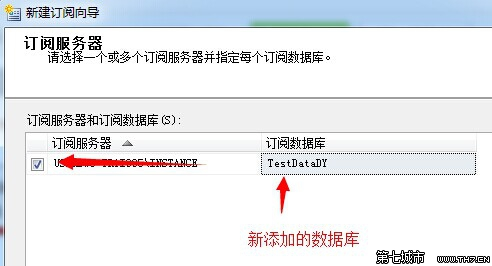 新建订阅向导
订阅服务器
请选择一个或多个订阅服务器并指定每个订阅数据库。
订阅服务器和订阅数据库(S):
订阅服务器 订阅数据库
TestDataDY
新添加的数据库
第七城市
WWW.TH7.CN